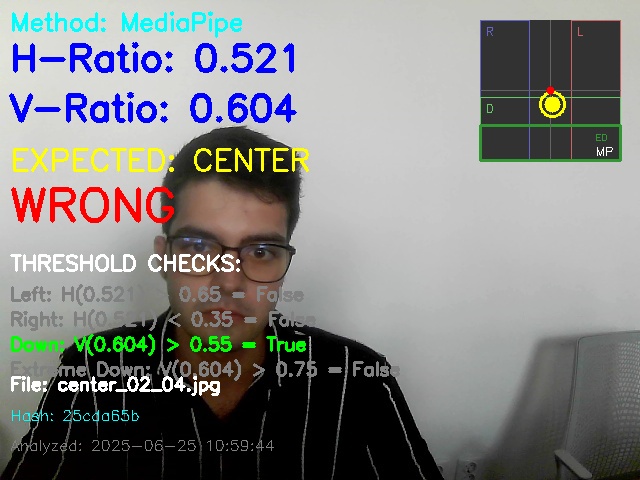 Method: MediaPipe
H-Ratio: 0.521
V-Ratio: 0.604
EXPECTED: CENTER
WRONG
THRESHOLD CHECKS:
Left: H(0.521) > 0.65 = False
Right: H(0.521) < 0.35 = False
Down: V(0.604) > 0.55 = True
Extreme Down: V(0.604) > 0.75 = False
File: center_02_04.jpg
Hash: 25cda65b
Analyzed: 2025-06-25 10:59:44
R
L
D
ED
MP